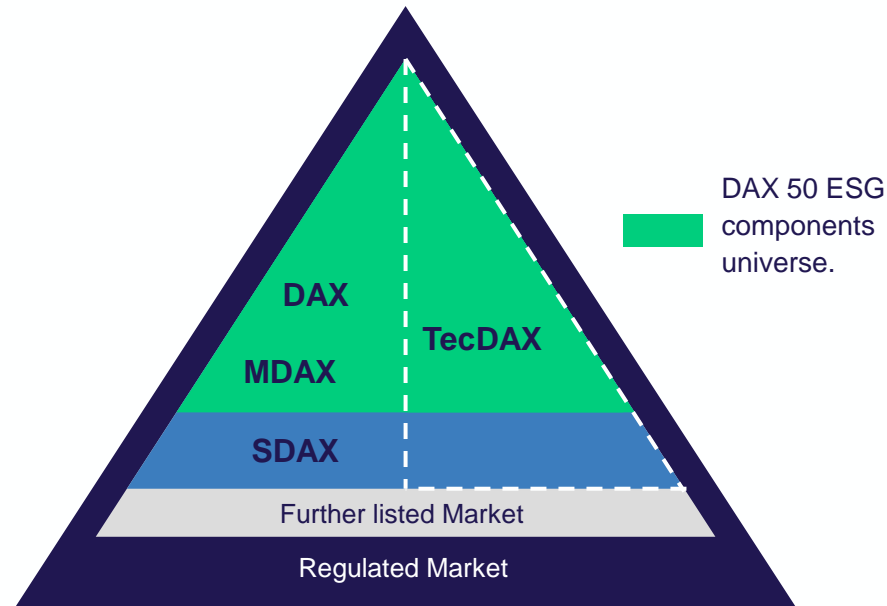 DAX 50 ESG
components
universe.
DAX
TecDAX
MDAX
SDAX
Further listed Market
Regulated Market